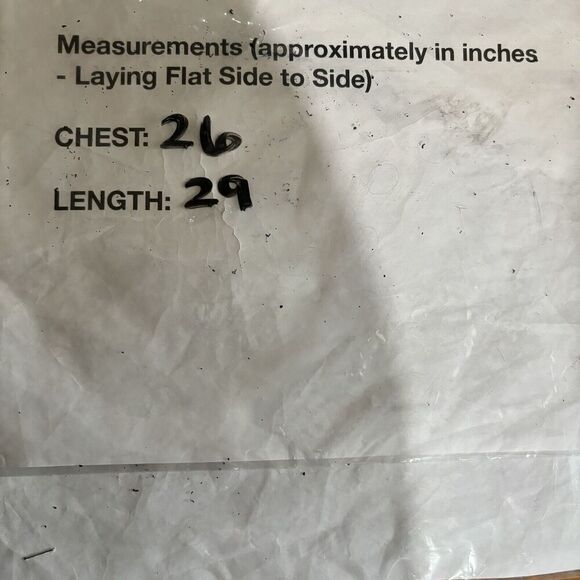 Measurements (approximately in inches
- Laying Flat Side to Side)
CHEST: 26
LENGTH: 29